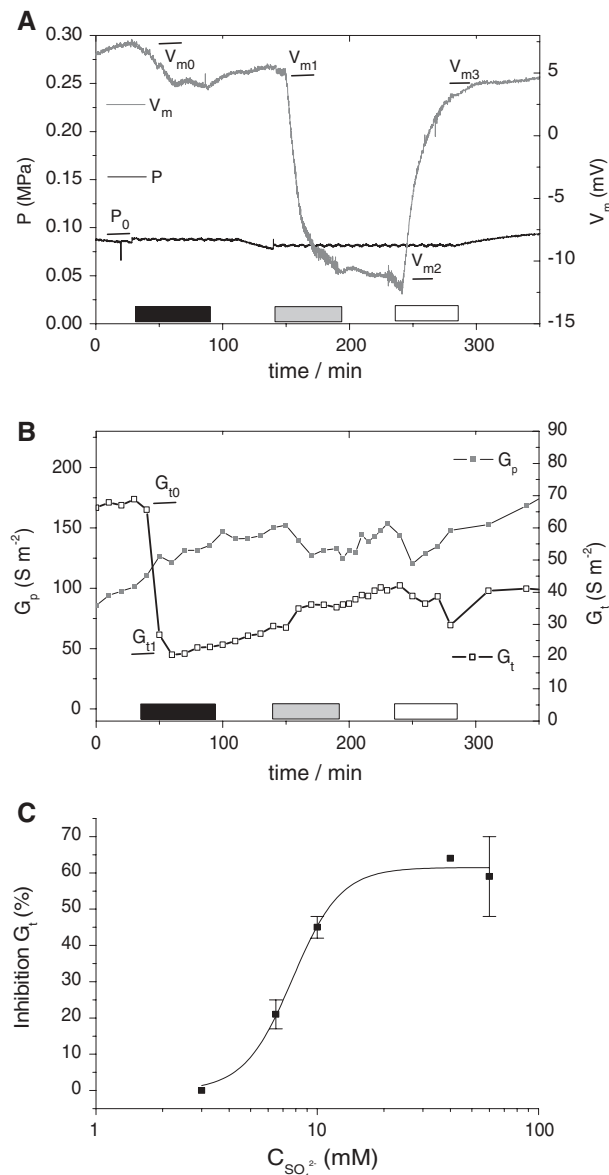 A
0.30
0.25
0.20
0.15
0.10
0.05
0.00
P (MPa)
V_m0
V_m1
V_m3
V_m
P
P_0
V_m2
5
0
-5
-10
-15
V_m (mV)
0 100 200 300
time / min
B
200
150
100
50
0
G_p (S m⁻²)
G_t0
G_p
G_t1
G_t
90
80
70
60
50
40
30
20
10
0
G_t (S m⁻²)
0 100 200 300
time / min
C
70
60
50
40
30
20
10
0
Inhibition G_t (%)
1 10 100
C_SO₄²⁻ (mM)